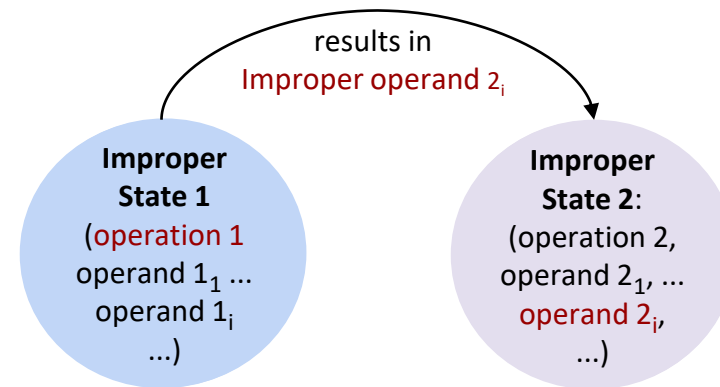 results in
Improper operand 2ᵢ
Improper
State 1
(operation 1
operand 1₁ ...
operand 1ᵢ
...)
Improper
State 2:
(operation 2,
operand 2₁, ...
operand 2ᵢ,
...)